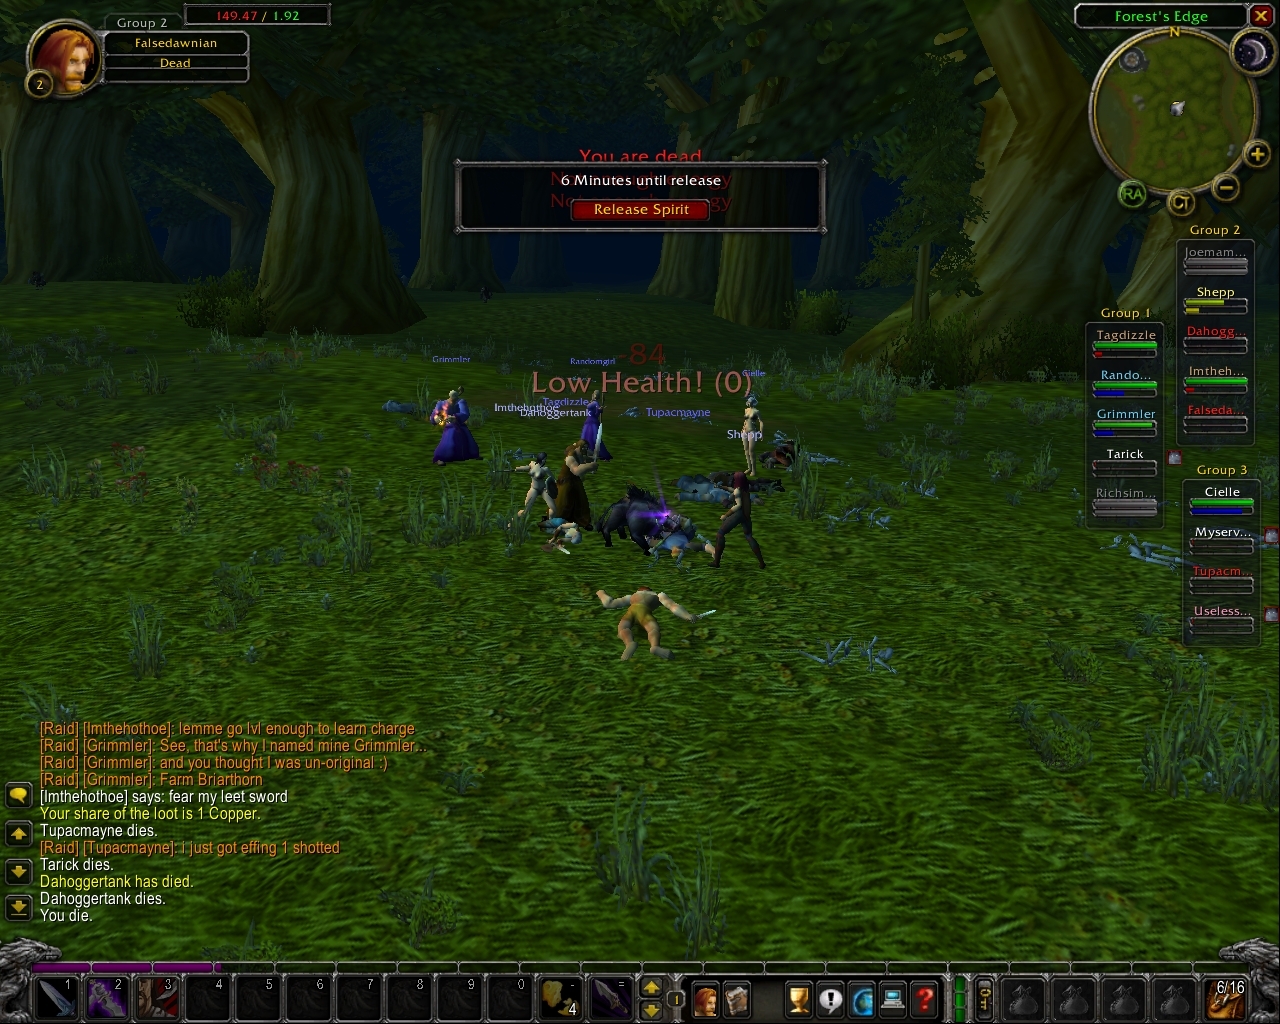 Group 2
149.47 / 1.92
Falsedawnian
Dead
2
Forest's Edge
N
RA
CT
You are dead
6 Minutes until release
Release Spirit
-84
Low Health! (0)
Grimmler
Randomgirl
Cielle
Imthehothoe
Tagdizzle
Dahoggertank
Tupacmayne
Shepp
Group 2
Joemam...
Shepp
Dahogg...
Imtheh...
Falseda...
Group 1
Tagdizzle
Rando...
Grimmler
Tarick
Richsim...
Group 3
Cielle
Myserv...
Tupacm...
Useless...
[Raid] [Imthehothoe]: lemme go lvl enough to learn charge
[Raid] [Grimmler]: See, that's why I named mine Grimmler...
[Raid] [Grimmler]: and you thought I was un-original :)
[Raid] [Grimmler]: Farm Briarthorn
[Imthehothoe] says: fear my leet sword
Your share of the loot is 1 Copper.
Tupacmayne dies.
[Raid] [Tupacmayne]: i just got effing 1 shotted
Tarick dies.
Dahoggertank has died.
Dahoggertank dies.
You die.
1 2 3 4 5 6 7 8 9 0 - =
4
1
6/16